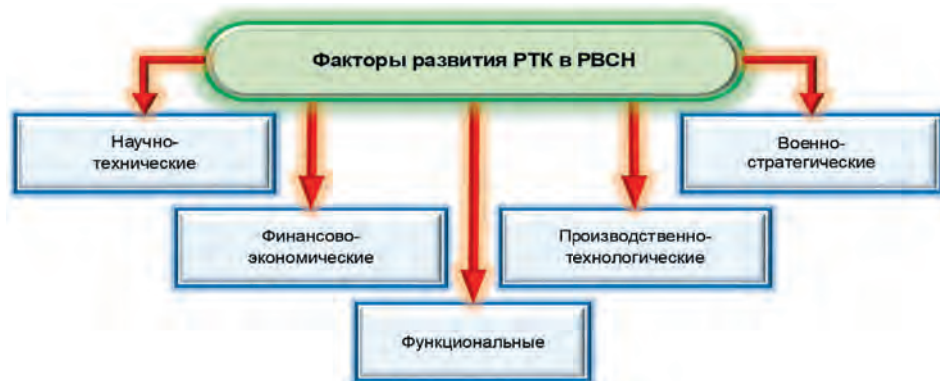 Факторы развития РТК в РВСН
Научно-
технические
Военно-
стратегические
Финансово-
экономические
Производственно-
технологические
Функциональные